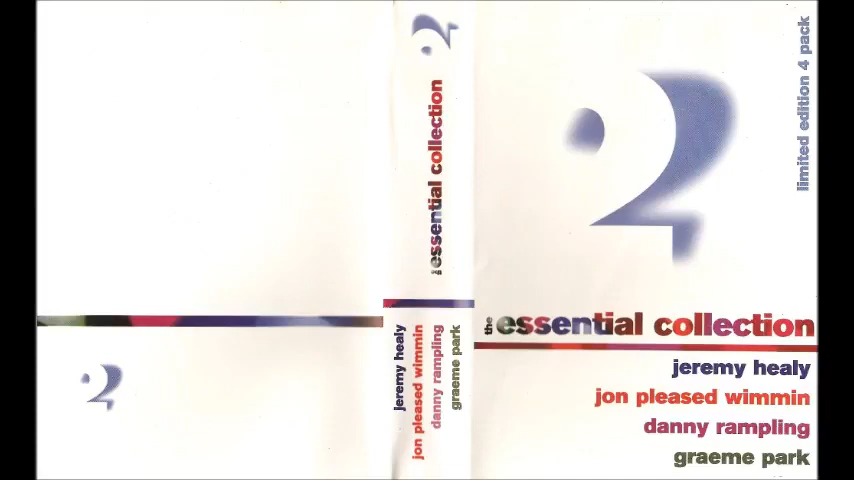 2
2
the essential collection
jeremy healy
jon pleased wimmin
danny rampling
graeme park
2
limited edition 4 pack
the essential collection
jeremy healy
jon pleased wimmin
danny rampling
graeme park